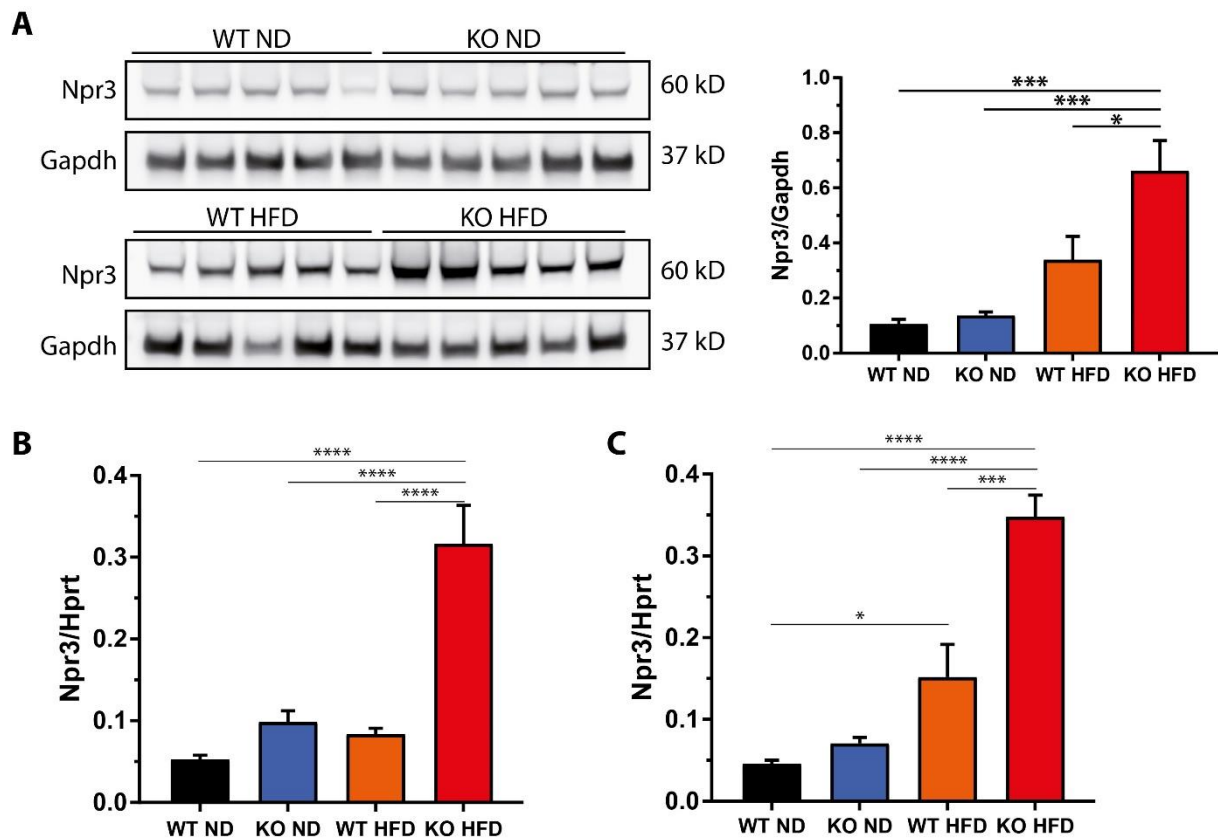 A
WT ND KO ND
Npr3 60 kD
Gapdh 37 kD
WT HFD KO HFD
Npr3 60 kD
Gapdh 37 kD
***
***
*
1.0
0.8
0.6
0.4
0.2
0.0
Npr3/Gapdh
WT ND KO ND WT HFD KO HFD
B
****
****
****
0.4
0.3
0.2
0.1
0.0
Npr3/Hprt
WT ND KO ND WT HFD KO HFD
C
****
****
***
*
0.4
0.3
0.2
0.1
0.0
Npr3/Hprt
WT ND KO ND WT HFD KO HFD